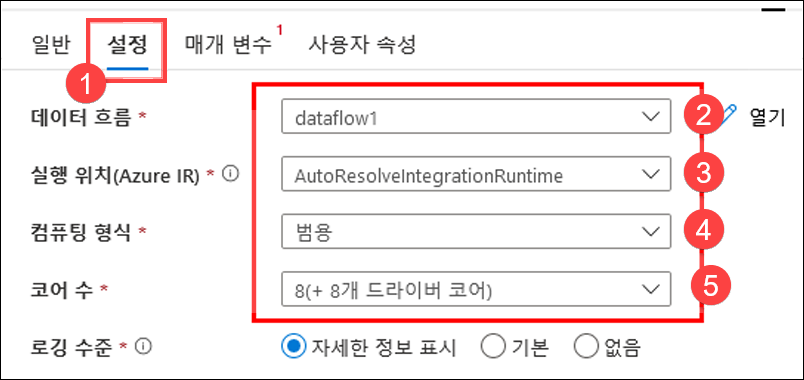 일반 설정 매개 변수 1 사용자 속성
1
데이터 흐름 * dataflow1 2 열기
실행 위치(Azure IR) * AutoResolveIntegrationRuntime 3
컴퓨팅 형식 * 범용 4
코어 수 * 8(+ 8개 드라이버 코어) 5
로깅 수준 * 자세한 정보 표시 기본 없음